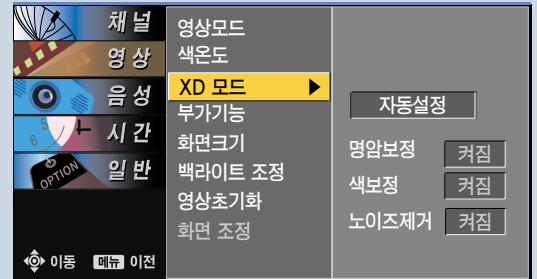 채널
영상
음성
시간
일반
OPTION
6
이동 메뉴 이전
영상모드
색온도
XD 모드 ▶
부가기능
화면크기
백라이트 조정
영상초기화
화면 조정
자동설정
명암보정 켜짐
색보정 켜짐
노이즈제거 켜짐